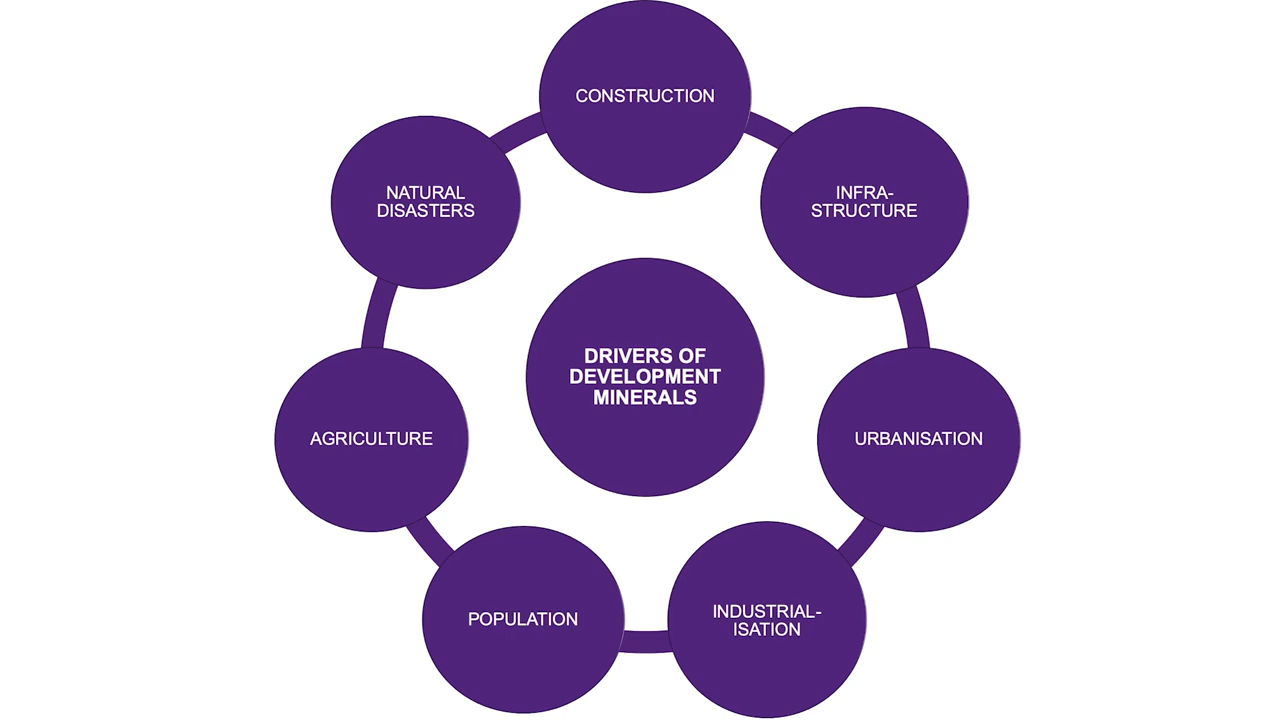 CONSTRUCTION
INFRA-
STRUCTURE
URBANISATION
INDUSTRIAL-
ISATION
POPULATION
AGRICULTURE
NATURAL
DISASTERS
DRIVERS OF
DEVELOPMENT
MINERALS